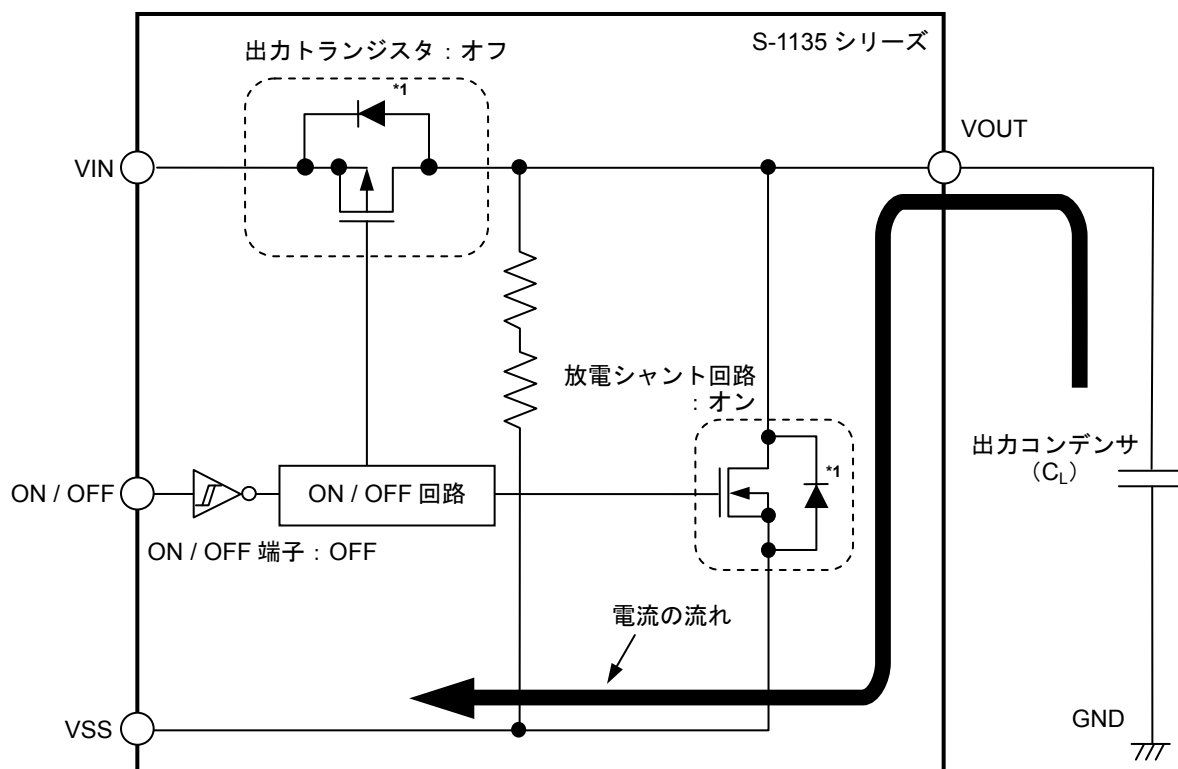 S-1135 シリーズ
出力トランジスタ : オフ
*1
VOUT
VIN
放電シャント回路
: オン
*1
出力コンデンサ
(CL)
ON / OFF
ON / OFF 回路
ON / OFF 端子 : OFF
電流の流れ
VSS
GND